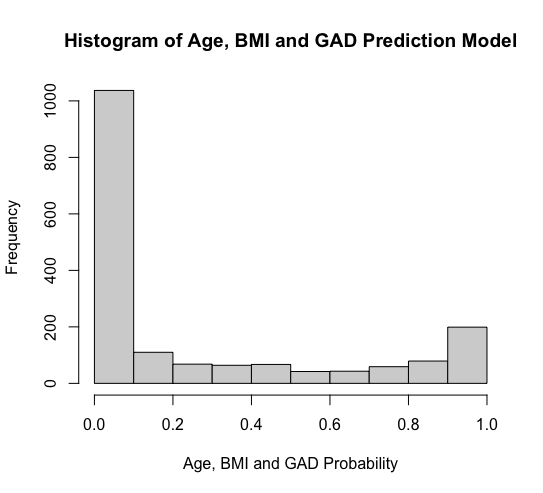 Histogram of Age, BMI and GAD Prediction Model
Frequency
1000
800
600
400
200
0
0.0 0.2 0.4 0.6 0.8 1.0
Age, BMI and GAD Probability